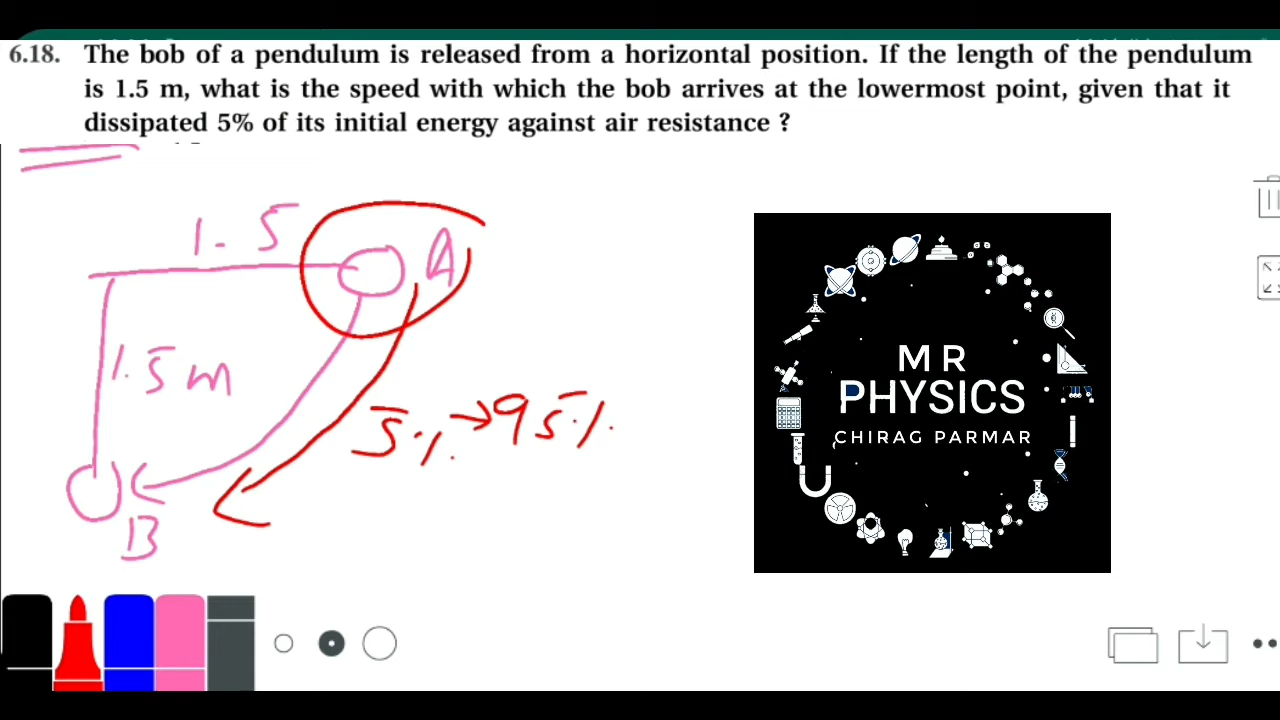 6.18. The bob of a pendulum is released from a horizontal position. If the length of the pendulum
is 1.5 m, what is the speed with which the bob arrives at the lowermost point, given that it
dissipated 5% of its initial energy against air resistance ?
1.5
A
1.5 m
5% → 95%
B
MR
PHYSICS
CHIRAG PARMAR